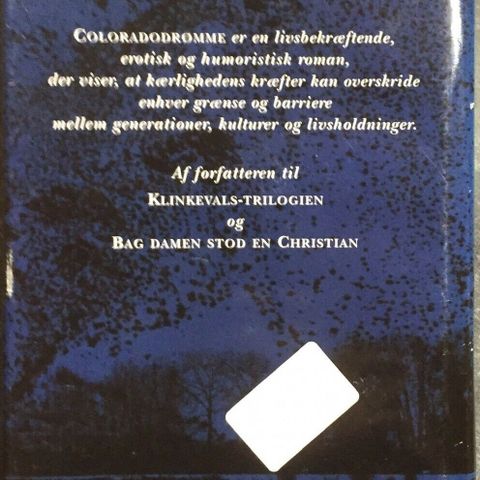 COLORADODRØMME er en livsbekræftende,
erotisk og humoristisk roman,
der viser, at kærlighedens kræfter kan overskride
enhver grænse og barriere
mellem generationer, kulturer og livsholdninger.
Af forfatteren til
KLINKEVALS-TRILOGIEN
og
BAG DAMEN STOD EN CHRISTIAN